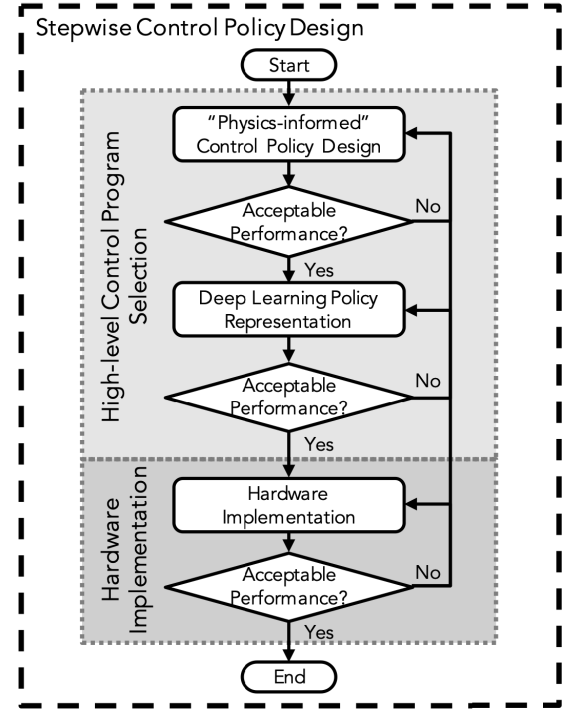 Stepwise Control Policy Design
Start
"Physics-informed"
Control Policy Design
Acceptable
Performance?
No
Yes
Deep Learning Policy
Representation
Acceptable
Performance?
No
Yes
High-level Control Program
Selection
Hardware
Implementation
Acceptable
Performance?
No
Yes
Hardware
Implementation
End